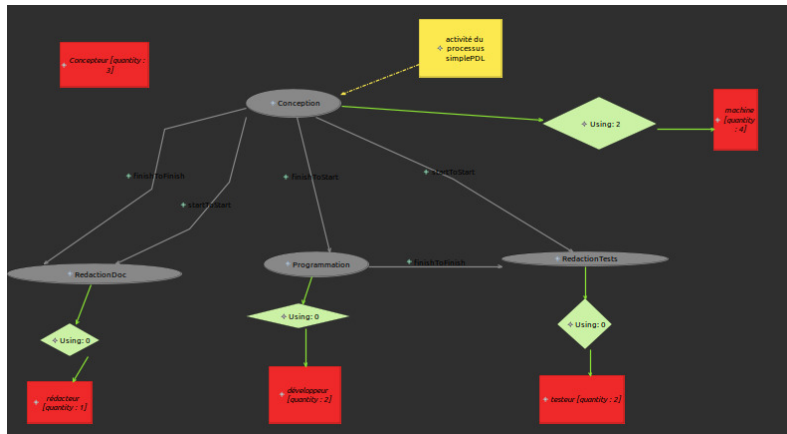 activité du
processus
simplePDL
Concepteur [quantity :
3]
Conception
machine
[quantity
: 4]
Using: 2
finishToFinish
finishToStart
startToStart
startToStart
RedactionDoc
Programmation
finishToFinish
RedactionTests
Using: 0
Using: 0
Using: 0
rédacteur
[quantity : 1]
développeur
[quantity : 2]
testeur [quantity : 2]